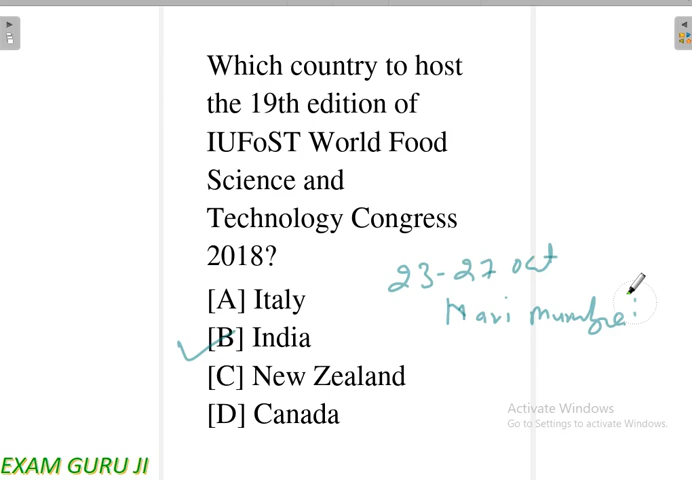 Which country to host
the 19th edition of
IUFoST World Food
Science and
Technology Congress
2018?
23-27 oct
[A] Italy
Navi mumbai
[B] India
[C] New Zealand
[D] Canada
Activate Windows
Go to Settings to activate Windows.
EXAM GURU JI